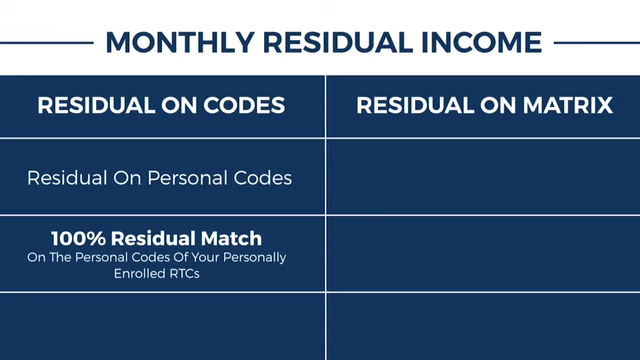 MONTHLY RESIDUAL INCOME
RESIDUAL ON CODES
RESIDUAL ON MATRIX
Residual On Personal Codes
100% Residual Match
On The Personal Codes Of Your Personally
Enrolled RTCs